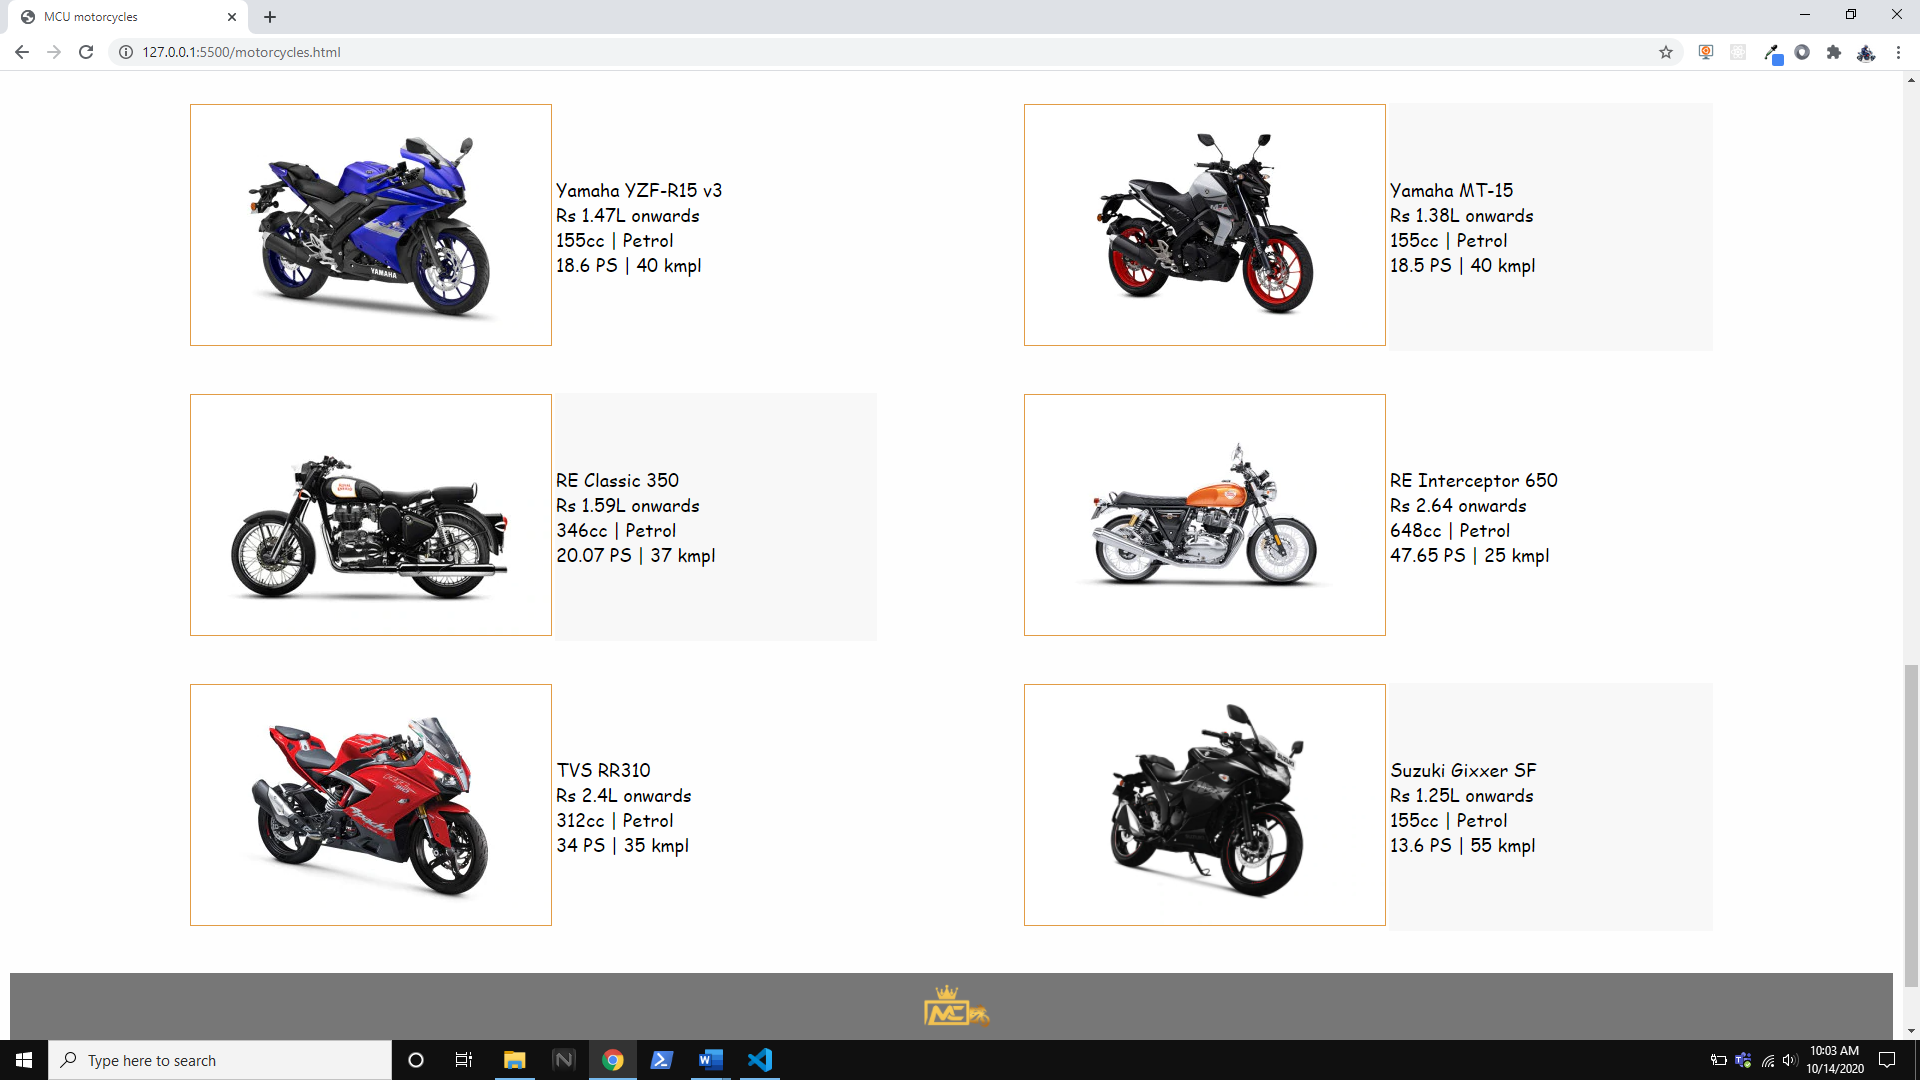 MCU motorcycles
127.0.0.1:5500/motorcycles.html
Yamaha YZF-R15 v3
Rs 1.47L onwards
155cc | Petrol
18.6 PS | 40 kmpl
Yamaha MT-15
Rs 1.38L onwards
155cc | Petrol
18.5 PS | 40 kmpl
YAMAHA
RE Classic 350
Rs 1.59L onwards
346cc | Petrol
20.07 PS | 37 kmpl
RE Interceptor 650
Rs 2.64 onwards
648cc | Petrol
47.65 PS | 25 kmpl
TVS RR310
Rs 2.4L onwards
312cc | Petrol
34 PS | 35 kmpl
Apache
Suzuki Gixxer SF
Rs 1.25L onwards
155cc | Petrol
13.6 PS | 55 kmpl
MC
Type here to search
10:03 AM
10/14/2020